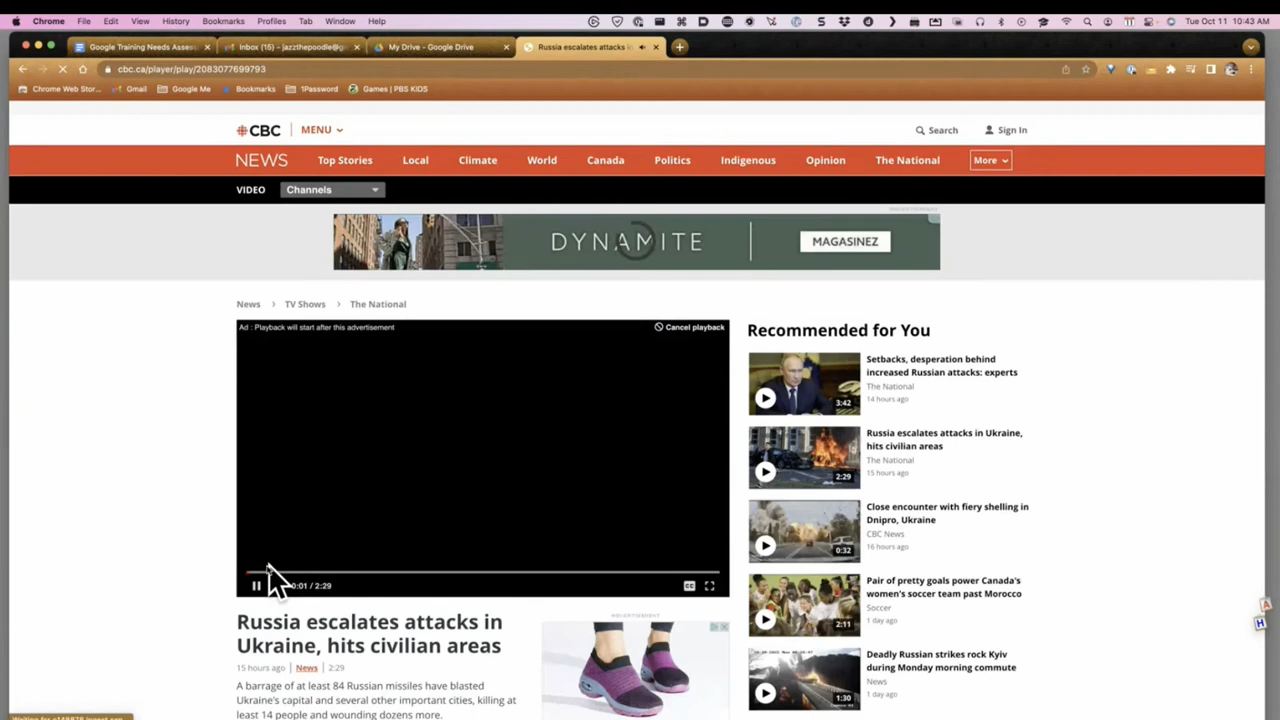 Chrome File Edit View History Bookmarks Profiles Tab Window Help Tue Oct 11 10:43 AM
Google Training Needs Assess Inbox (15) - jazzthepoodle@g My Drive - Google Drive Russia escalates attacks i
cbc.ca/player/play/2083077699793
Chrome Web Stor... Gmail Google Me Bookmarks 1Password Games | PBS KIDS
CBC MENU Search Sign In
NEWS Top Stories Local Climate World Canada Politics Indigenous Opinion The National More
VIDEO Channels
ADVERTISEMENT
DYNAMITE MAGASINEZ
News > TV Shows > The National
Ad : Playback will start after this advertisement Cancel playback
0:01 / 2:29 CC
Russia escalates attacks in
Ukraine, hits civilian areas
15 hours ago | News | 2:29
A barrage of at least 84 Russian missiles have blasted
Ukraine's capital and several other important cities, killing at
least 14 people and wounding dozens more.
ADVERTISEMENT
Recommended for You
Setbacks, desperation behind
increased Russian attacks: experts
The National
14 hours ago
3:42
Russia escalates attacks in Ukraine,
hits civilian areas
The National
15 hours ago
2:29
Close encounter with fiery shelling in
Dnipro, Ukraine
CBC News
16 hours ago
0:32
Pair of pretty goals power Canada's
women's soccer team past Morocco
Soccer
1 day ago
2:11
Deadly Russian strikes rock Kyiv
during Monday morning commute
News
1 day ago
1:30
A
H